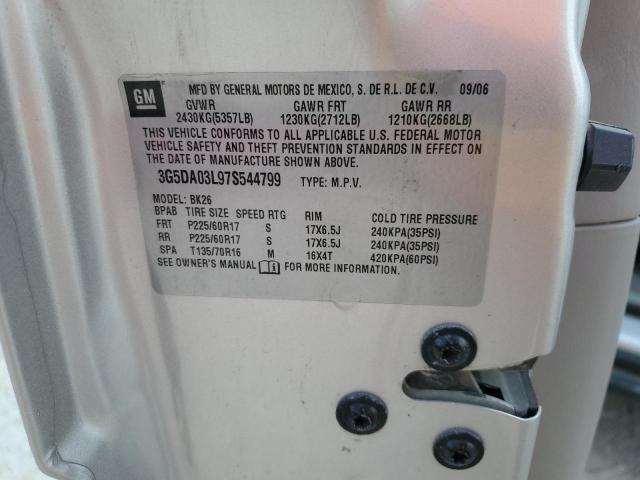 GM
MFD BY GENERAL MOTORS DE MEXICO, S. DE R.L. DE C.V. 09/06
GVWR GAWR FRT GAWR RR
2430KG(5357LB) 1230KG(2712LB) 1210KG(2668LB)
THIS VEHICLE CONFORMS TO ALL APPLICABLE U.S. FEDERAL MOTOR
VEHICLE SAFETY AND THEFT PREVENTION STANDARDS IN EFFECT ON
THE DATE OF MANUFACTURE SHOWN ABOVE.
3G5DA03L97S544799 TYPE: M.P.V.
MODEL: BK26
BPAB TIRE SIZE SPEED RTG RIM COLD TIRE PRESSURE
FRT P225/60R17 S 17X6.5J 240KPA(35PSI)
RR P225/60R17 S 17X6.5J 240KPA(35PSI)
SPA T135/70R16 M 16X4T 420KPA(60PSI)
SEE OWNER'S MANUAL FOR MORE INFORMATION.